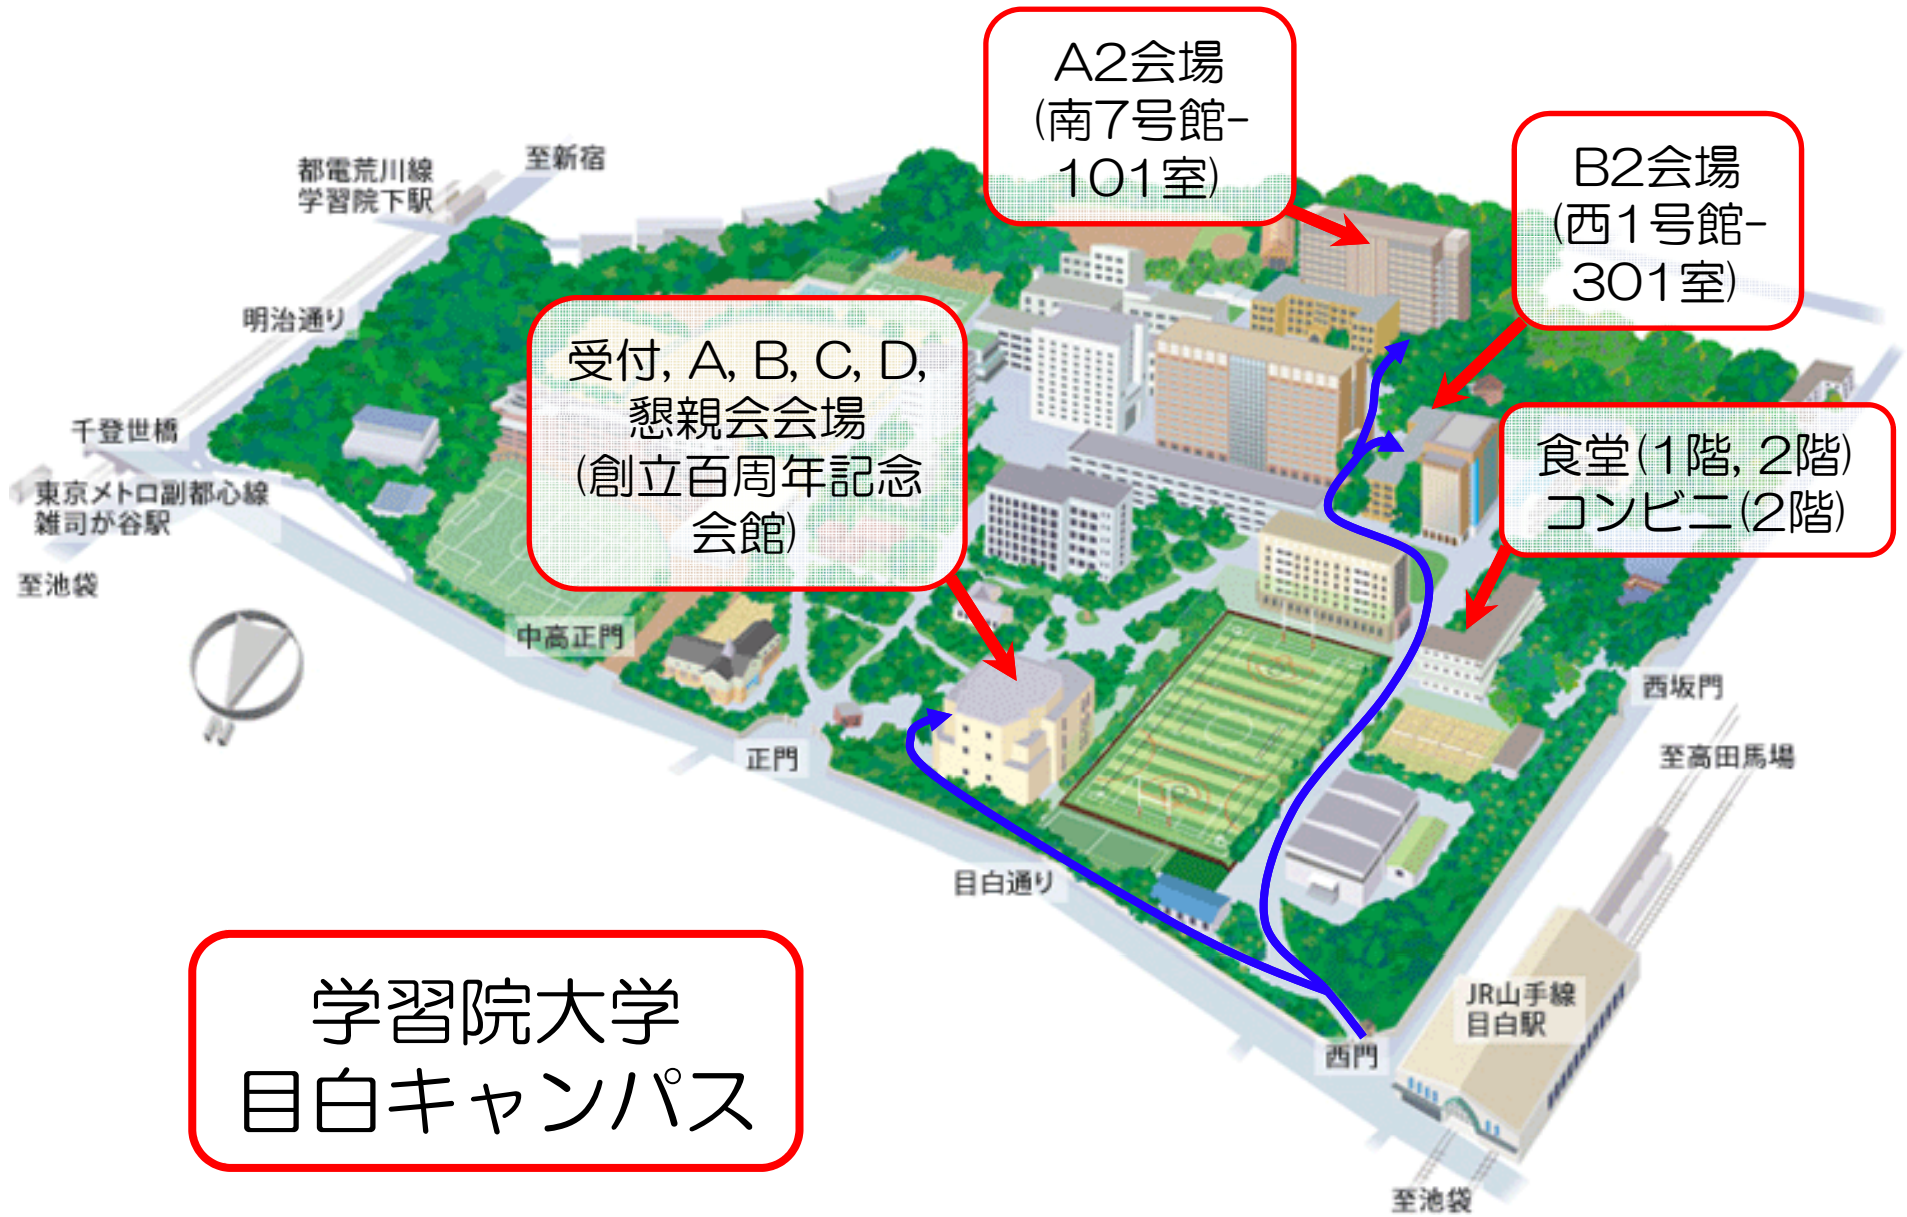 A2会場
(南7号館-
101室)
B2会場
(西1号館-
301室)
都電荒川線
学習院下駅
至新宿
明治通り
受付, A, B, C, D,
懇親会会場
(創立百周年記念
会館)
食堂(1階, 2階)
コンビニ(2階)
千登世橋
東京メトロ副都心線
雑司が谷駅
至池袋
中高正門
N
正門
西坂門
至高田馬場
目白通り
学習院大学
目白キャンパス
JR山手線
目白駅
西門
至池袋